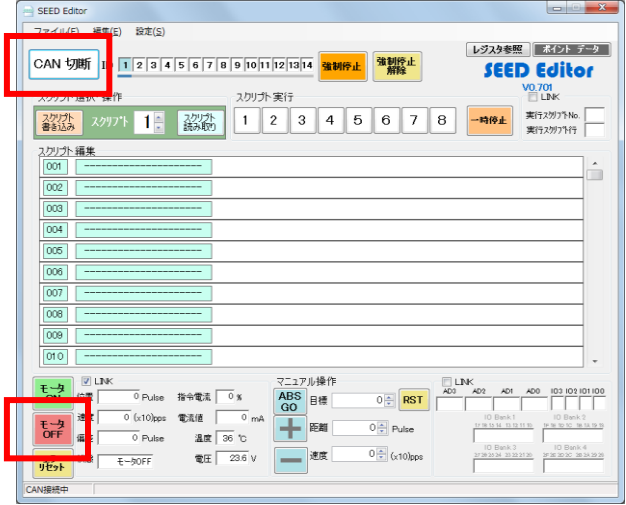 SEED Editor
ファイル(F) 編集(E) 設定(S)
レジスタ参照 ポイント データ
CAN 切断
1 2 3 4 5 6 7 8 9 10 11 12 13 14
強制停止
強制停止
解除
SEED Editor
V0.701
スクリプト選択・操作
スクリプト実行
LINK
スクリプト
書き込み
スクリプト 1
スクリプト
読み取り
1 2 3 4 5 6 7 8
一時停止
実行スクリプトNo.
実行スクリプト行
スクリプト編集
001 --------------------
002 --------------------
003 --------------------
004 --------------------
005 --------------------
006 --------------------
007 --------------------
008 --------------------
009 --------------------
010 --------------------
モータ
ON
LINK
位置 0 Pulse 指令電流 0 %
速度 0 (x10)pps 電流値 0 mA
モータ
OFF
0 Pulse 温度 36 ℃
リセット
モータOFF 電圧 23.6 V
マニュアル操作
ABS
GO
目標 0 RST
+ 距離 0 Pulse
- 速度 0 (x10)pps
LINK
AD3 AD2 AD1 AD0 IO3 IO2 IO1 IO0
IO Bank 1 IO Bank 2
IO Bank 3 IO Bank 4
CAN接続中